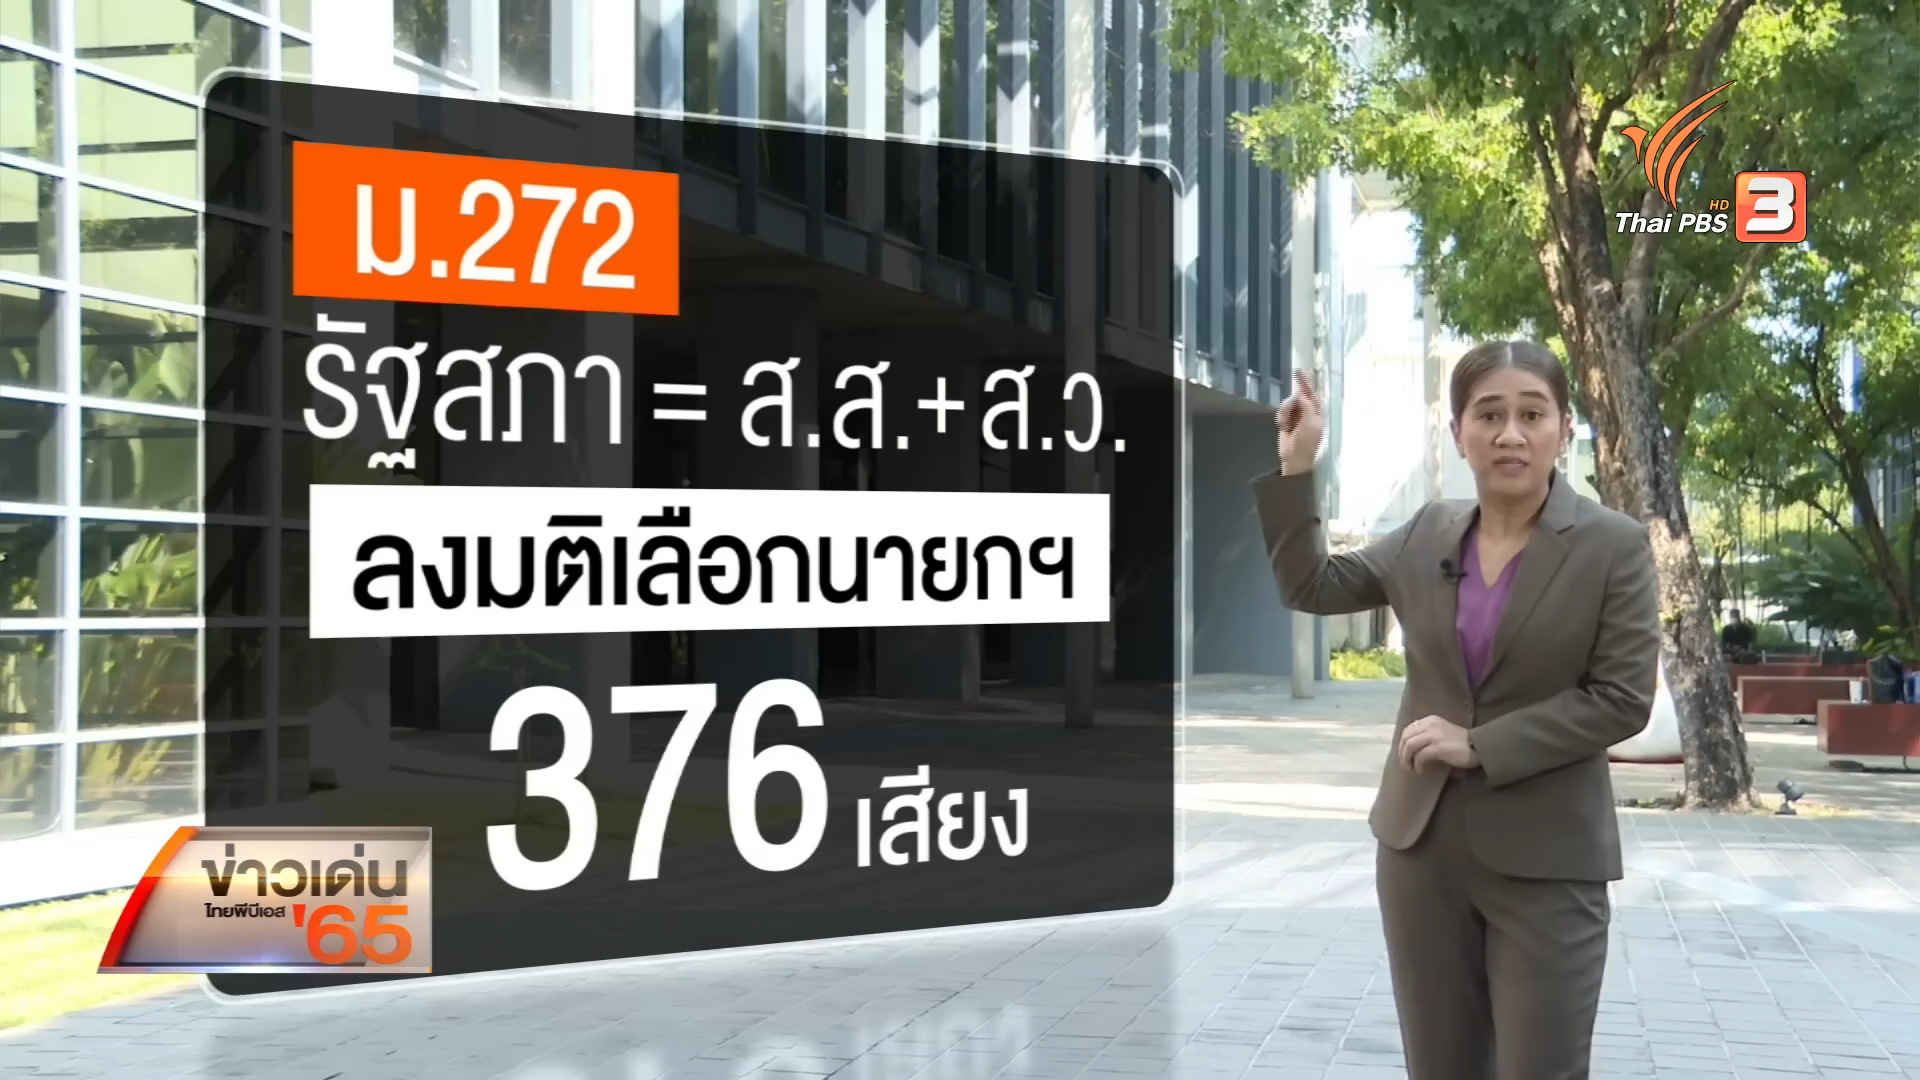 ม.272
รัฐสภา = ส.ส.+ส.ว.
ลงมติเลือกนายกฯ
376 เสียง
ข่าวเด่น
ไทยพีบีเอส '65
HD
Thai PBS 3